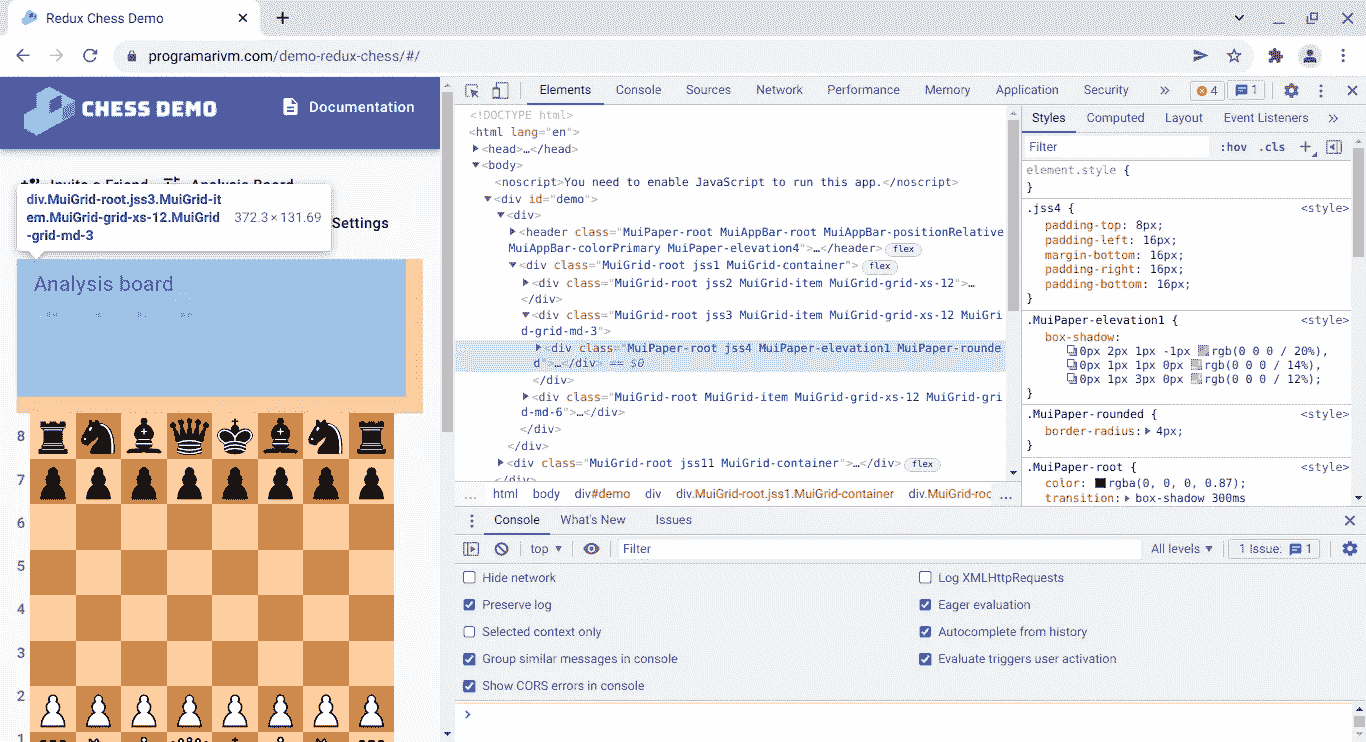 Redux Chess Demo
programarivm.com/demo-redux-chess/#/
CHESS DEMO
Documentation
Invite a Friend
Analysis Board
div.MuiGrid-root.jss3.MuiGrid-it
em.MuiGrid-grid-xs-12.MuiGrid
-grid-md-3
372.3 × 131.69
Settings
Analysis board
8
7
6
5
4
3
2
1
Elements Console Sources Network Performance Memory Application Security » 4 1
<!DOCTYPE html>
<html lang="en">
<head>…</head>
<body>
<noscript>You need to enable JavaScript to run this app.</noscript>
<div id="demo">
<div>
<header class="MuiPaper-root MuiAppBar-root MuiAppBar-positionRelative
MuiAppBar-colorPrimary MuiPaper-elevation4">…</header> flex
<div class="MuiGrid-root jss1 MuiGrid-container"> flex
<div class="MuiGrid-root jss2 MuiGrid-item MuiGrid-grid-xs-12">…
</div>
<div class="MuiGrid-root jss3 MuiGrid-item MuiGrid-grid-xs-12 MuiGri
d-grid-md-3">
<div class="MuiPaper-root jss4 MuiPaper-elevation1 MuiPaper-rounde
d">…</div> == $0
</div>
<div class="MuiGrid-root MuiGrid-item MuiGrid-grid-xs-12 MuiGrid-gri
d-md-6">…</div>
</div>
</div>
<div class="MuiGrid-root jss11 MuiGrid-container">…</div> flex
</div>
... html body div#demo div div.MuiGrid-root.jss1.MuiGrid-container div.MuiGrid-roo ...
Styles Computed Layout Event Listeners »
Filter :hov .cls +
element.style {
}
.jss4 { <style>
padding-top: 8px;
padding-left: 16px;
margin-bottom: 16px;
padding-right: 16px;
padding-bottom: 16px;
}
.MuiPaper-elevation1 { <style>
box-shadow:
0px 2px 1px -1px rgb(0 0 0 / 20%),
0px 1px 1px 0px rgb(0 0 0 / 14%),
0px 1px 3px 0px rgb(0 0 0 / 12%);
}
.MuiPaper-rounded { <style>
border-radius: 4px;
}
.MuiPaper-root { <style>
color: rgba(0, 0, 0, 0.87);
transition: box-shadow 300ms
Console What's New Issues
top Filter All levels 1 Issue: 1
Hide network Log XMLHttpRequests
Preserve log Eager evaluation
Selected context only Autocomplete from history
Group similar messages in console Evaluate triggers user activation
Show CORS errors in console